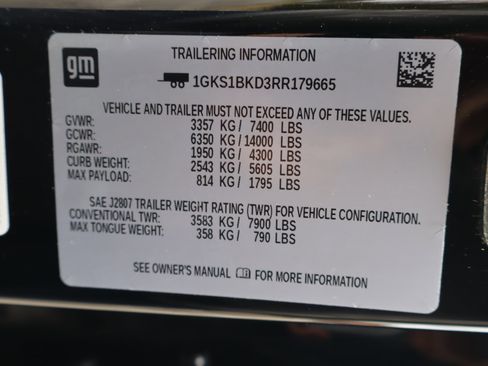 gm
TRAILERING INFORMATION
1GKS1BKD3RR179665
VEHICLE AND TRAILER MUST NOT EXCEED ANY OF THESE VALUES.
GVWR: 3357 KG/ 7400 LBS
GCWR: 6350 KG/14000 LBS
RGAWR: 1950 KG/ 4300 LBS
CURB WEIGHT: 2543 KG/ 5605 LBS
MAX PAYLOAD: 814 KG/ 1795 LBS
SAE J2807 TRAILER WEIGHT RATING (TWR) FOR VEHICLE CONFIGURATION.
CONVENTIONAL TWR: 3583 KG/ 7900 LBS
MAX TONGUE WEIGHT: 358 KG/ 790 LBS
SEE OWNER'S MANUAL FOR MORE INFORMATION